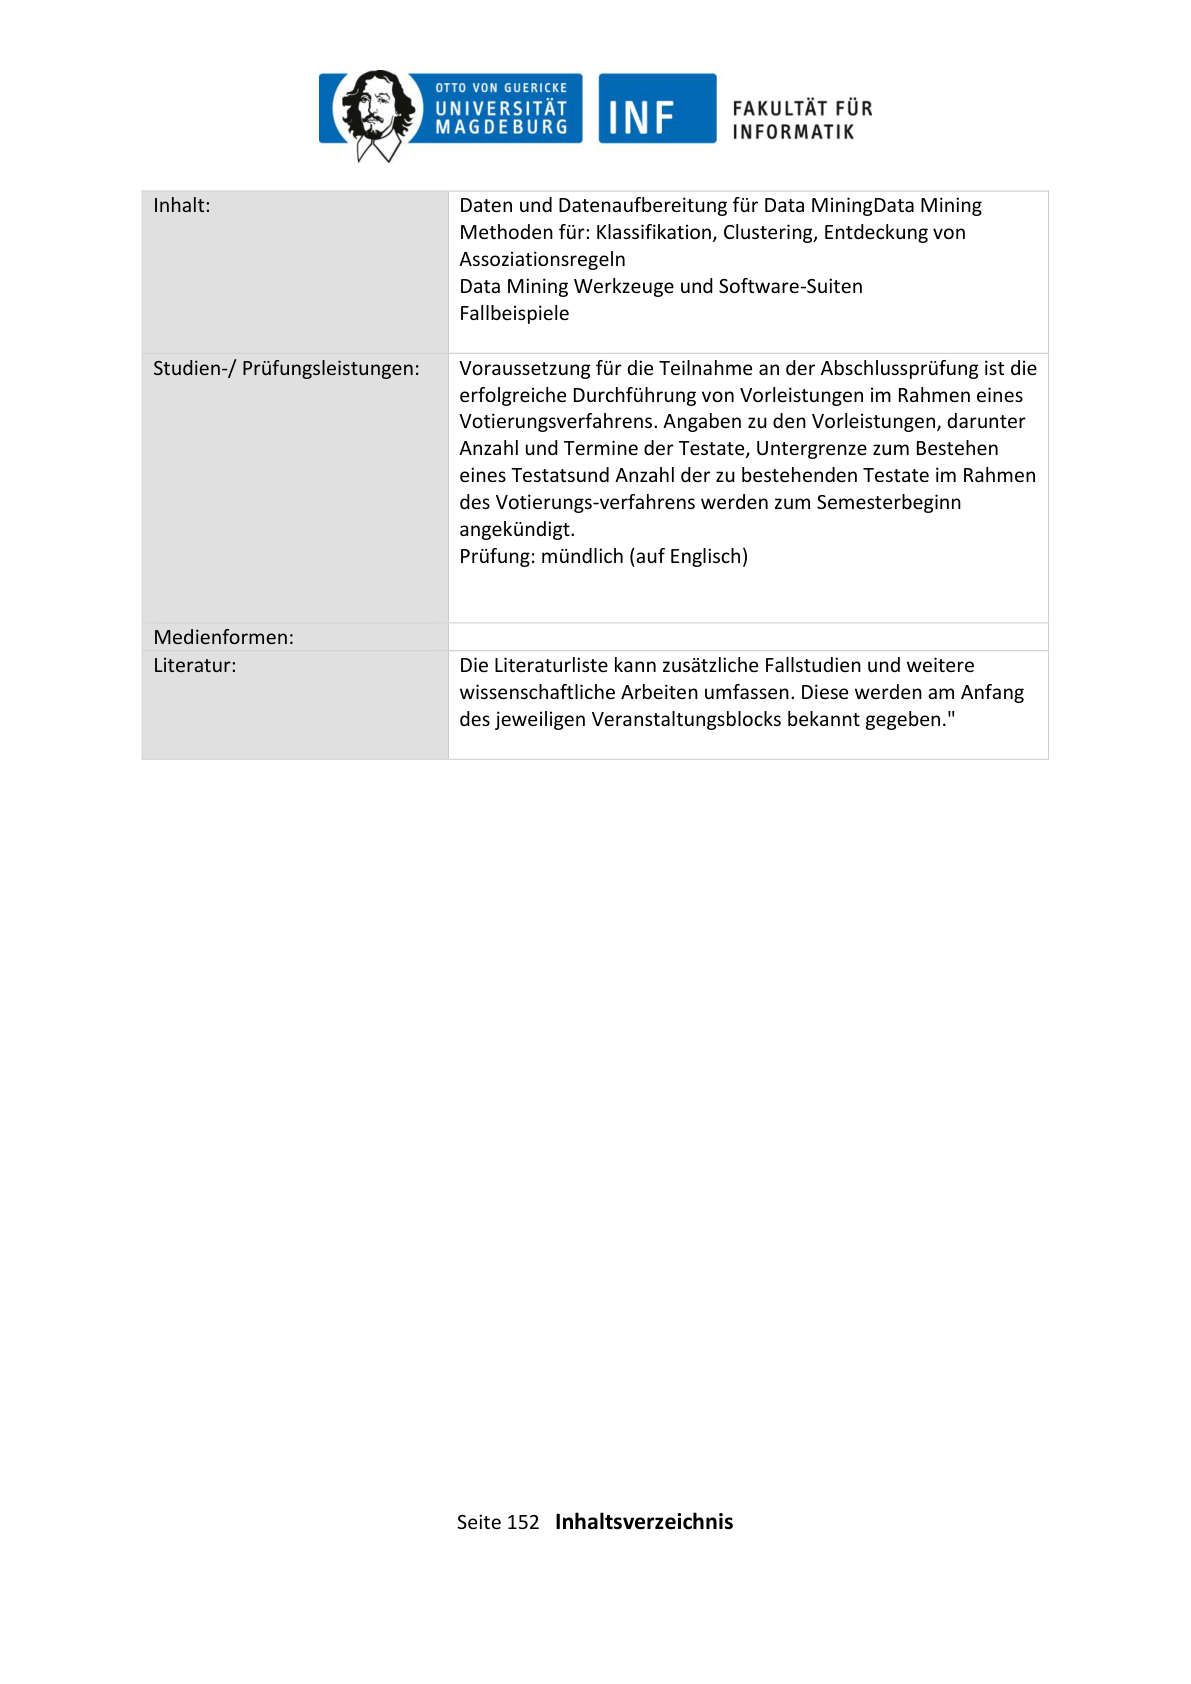 OTTO VON GUERICKE
UNIVERSITÄT
MAGDEBURG
INF
FAKULTÄT FÜR
INFORMATIK
Inhalt:
Daten und Datenaufbereitung für Data MiningData Mining
Methoden für: Klassifikation, Clustering, Entdeckung von
Assoziationsregeln
Data Mining Werkzeuge und Software-Suiten
Fallbeispiele
Studien-/ Prüfungsleistungen:
Voraussetzung für die Teilnahme an der Abschlussprüfung ist die
erfolgreiche Durchführung von Vorleistungen im Rahmen eines
Votierungsverfahrens. Angaben zu den Vorleistungen, darunter
Anzahl und Termine der Testate, Untergrenze zum Bestehen
eines Testatsund Anzahl der zu bestehenden Testate im Rahmen
des Votierungs-verfahrens werden zum Semesterbeginn
angekündigt.
Prüfung: mündlich (auf Englisch)
Medienformen:
Literatur:
Die Literaturliste kann zusätzliche Fallstudien und weitere
wissenschaftliche Arbeiten umfassen. Diese werden am Anfang
des jeweiligen Veranstaltungsblocks bekannt gegeben."
Seite 152 Inhaltsverzeichnis